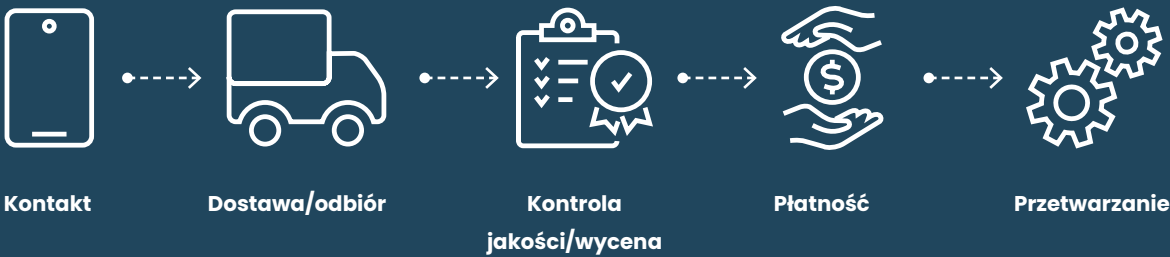 Kontakt
Dostawa/odbiór
Kontrola
jakości/wycena
$
Płatność
Przetwarzanie